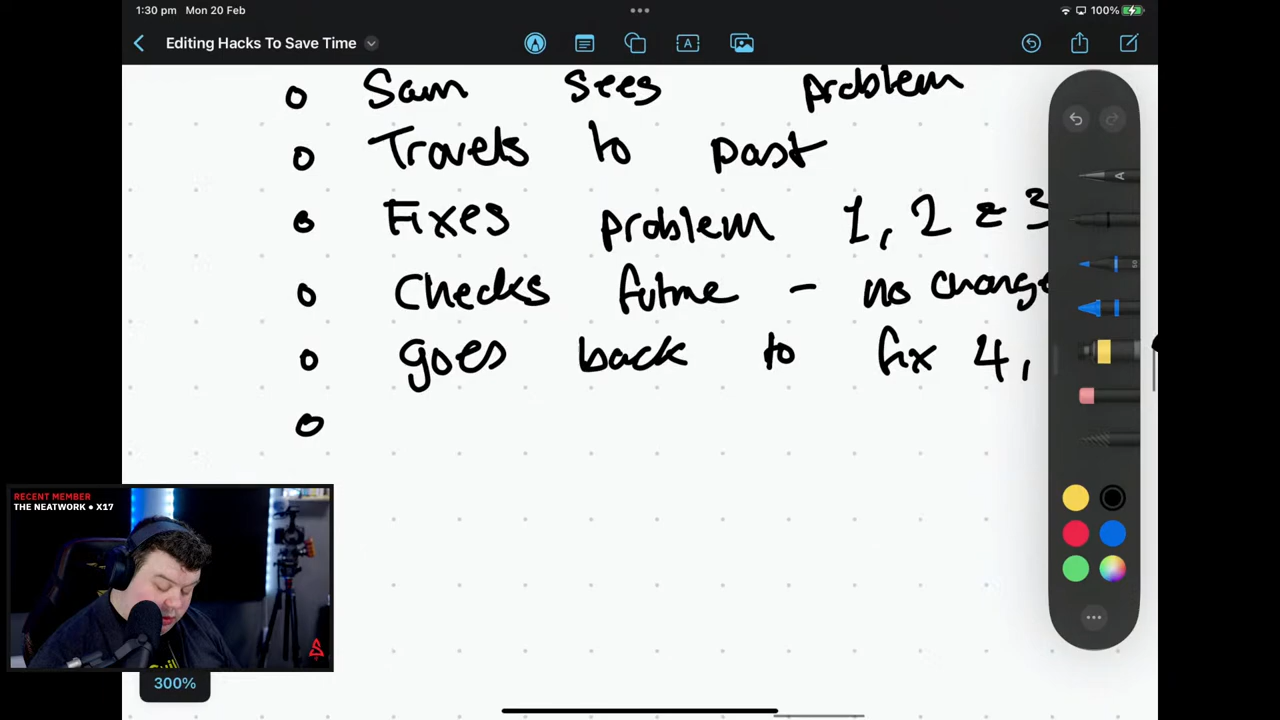 1:30 pm Mon 20 Feb
100%
Editing Hacks To Save Time
Sam sees problem
Travels to past
Fixes problem 1, 2 & 3
Checks future - no change
goes back to fix 4,
RECENT MEMBER
THE NEATWORK • X17
300%